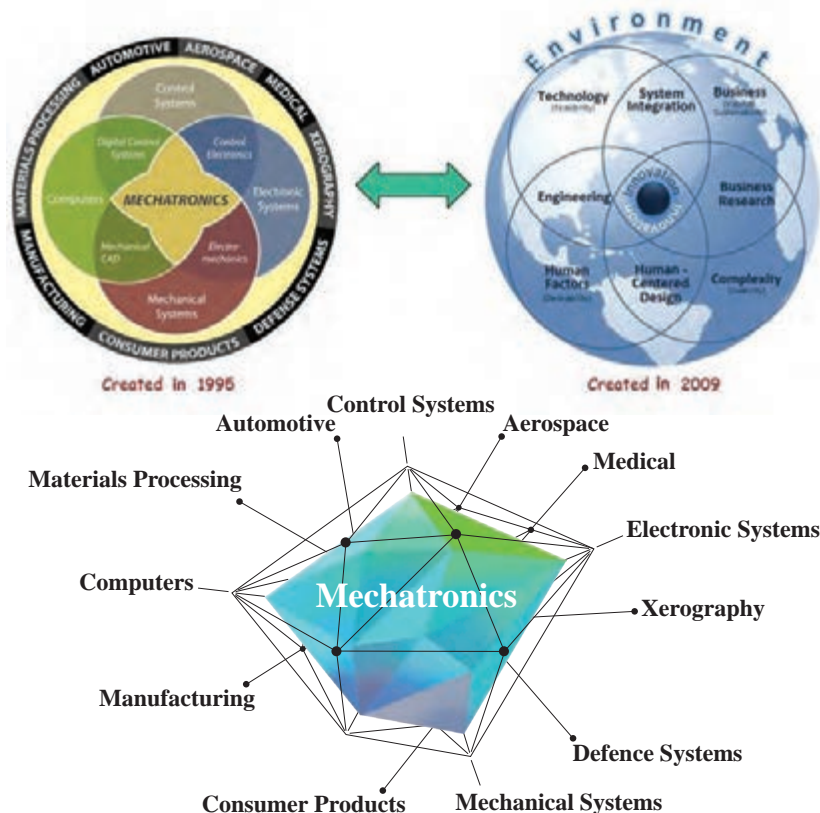 AUTOMOTIVE
AEROSPACE
MEDICAL
XEROGRAPHY
DEFENSE SYSTEMS
CONSUMER PRODUCTS
MANUFACTURING
MATERIALS PROCESSING
Control
Systems
Digital Control
Systems
Control
Electronics
Computers
MECHATRONICS
Electronic
Systems
Mechanical
CAD
Electro-
mechanics
Mechanical
Systems
Created in 1995
Environment
Technology
System
Integration
Business
Engineering
Innovation
Business
Research
Human
Factors
Human -
Centered
Design
Complexity
Created in 2009
Control Systems
Automotive
Aerospace
Materials Processing
Medical
Electronic Systems
Computers
Mechatronics
Xerography
Manufacturing
Defence Systems
Consumer Products
Mechanical Systems